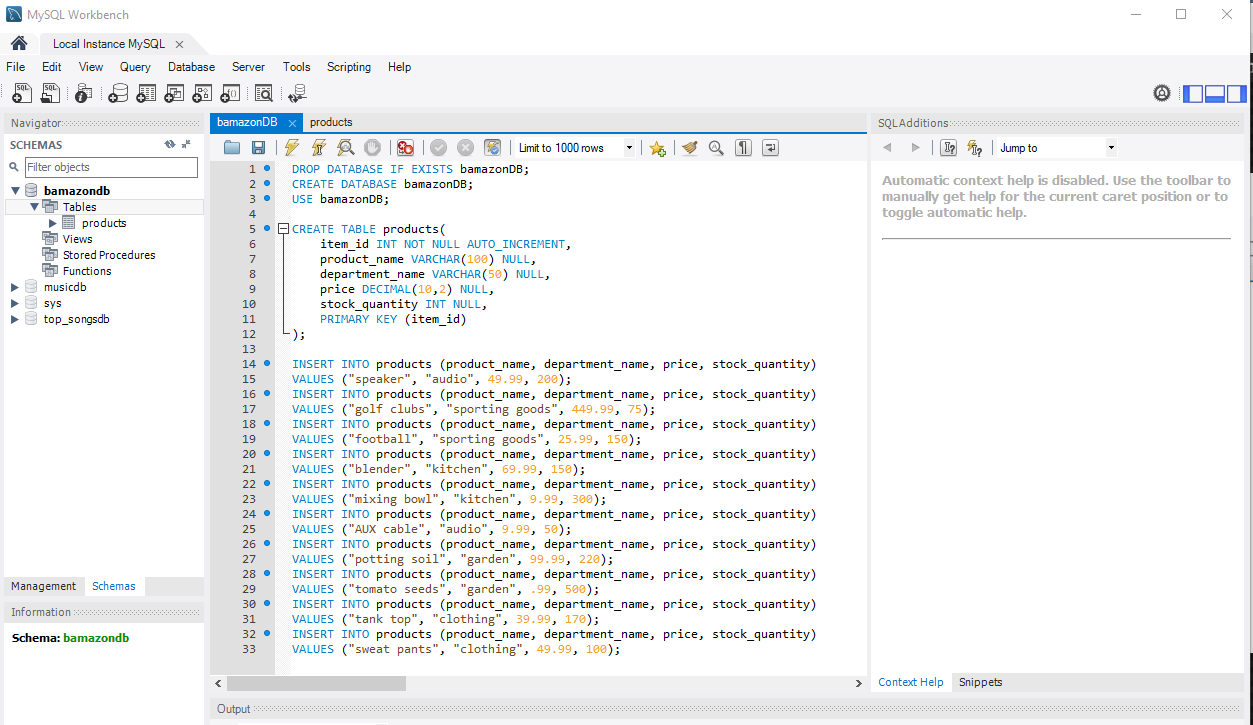 MySQL Workbench
Local Instance MySQL
File Edit View Query Database Server Tools Scripting Help
Navigator
SCHEMAS
Filter objects
bamazondb
Tables
products
Views
Stored Procedures
Functions
musicdb
sys
top_songsdb
Management Schemas
Information
Schema: bamazondb
bamazonDB products
Limit to 1000 rows
1 DROP DATABASE IF EXISTS bamazonDB;
2 CREATE DATABASE bamazonDB;
3 USE bamazonDB;
4
5 CREATE TABLE products(
6 item_id INT NOT NULL AUTO_INCREMENT,
7 product_name VARCHAR(100) NULL,
8 department_name VARCHAR(50) NULL,
9 price DECIMAL(10,2) NULL,
10 stock_quantity INT NULL,
11 PRIMARY KEY (item_id)
12 );
13
14 INSERT INTO products (product_name, department_name, price, stock_quantity)
15 VALUES ("speaker", "audio", 49.99, 200);
16 INSERT INTO products (product_name, department_name, price, stock_quantity)
17 VALUES ("golf clubs", "sporting goods", 449.99, 75);
18 INSERT INTO products (product_name, department_name, price, stock_quantity)
19 VALUES ("football", "sporting goods", 25.99, 150);
20 INSERT INTO products (product_name, department_name, price, stock_quantity)
21 VALUES ("blender", "kitchen", 69.99, 150);
22 INSERT INTO products (product_name, department_name, price, stock_quantity)
23 VALUES ("mixing bowl", "kitchen", 9.99, 300);
24 INSERT INTO products (product_name, department_name, price, stock_quantity)
25 VALUES ("AUX cable", "audio", 9.99, 50);
26 INSERT INTO products (product_name, department_name, price, stock_quantity)
27 VALUES ("potting soil", "garden", 99.99, 220);
28 INSERT INTO products (product_name, department_name, price, stock_quantity)
29 VALUES ("tomato seeds", "garden", .99, 500);
30 INSERT INTO products (product_name, department_name, price, stock_quantity)
31 VALUES ("tank top", "clothing", 39.99, 170);
32 INSERT INTO products (product_name, department_name, price, stock_quantity)
33 VALUES ("sweat pants", "clothing", 49.99, 100);
Output
SQLAdditions
Jump to
Automatic context help is disabled. Use the toolbar to
manually get help for the current caret position or to
toggle automatic help.
Context Help Snippets